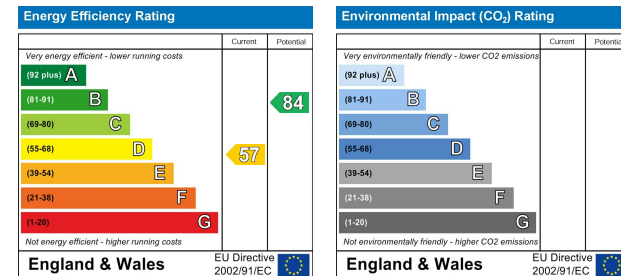 Energy Efficiency Rating
Current Potential
Very energy efficient - lower running costs
(92 plus) A
(81-91) B
84
(69-80) C
(55-68) D
57
(39-54) E
(21-38) F
(1-20) G
Not energy efficient - higher running costs
England & Wales
EU Directive
2002/91/EC
Environmental Impact (CO₂) Rating
Current Potentia
Very environmentally friendly - lower CO2 emissions
(92 plus) A
(81-91) B
(69-80) C
(55-68) D
(39-54) E
(21-38) F
(1-20) G
Not environmentally friendly - higher CO2 emissions
England & Wales
EU Directive
2002/91/EC